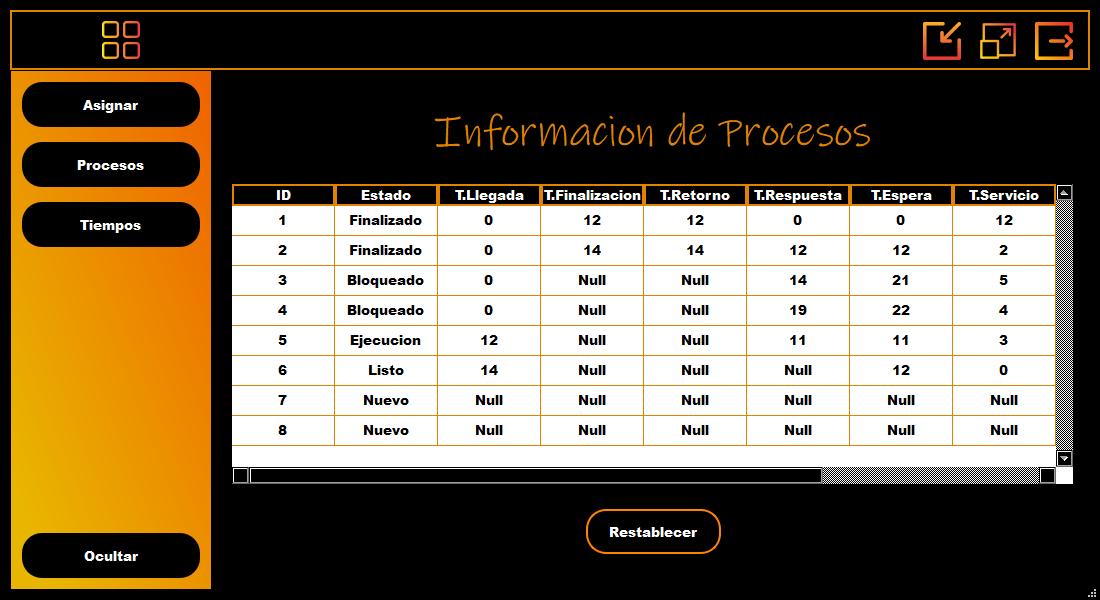 Asignar
Procesos
Tiempos
Ocultar
Informacion de Procesos
ID Estado T.Llegada T.Finalizacion T.Retorno T.Respuesta T.Espera T.Servicio
1 Finalizado 0 12 12 0 0 12
2 Finalizado 0 14 14 12 12 2
3 Bloqueado 0 Null Null 14 21 5
4 Bloqueado 0 Null Null 19 22 4
5 Ejecucion 12 Null Null 11 11 3
6 Listo 14 Null Null Null 12 0
7 Nuevo Null Null Null Null Null Null
8 Nuevo Null Null Null Null Null Null
Restablecer